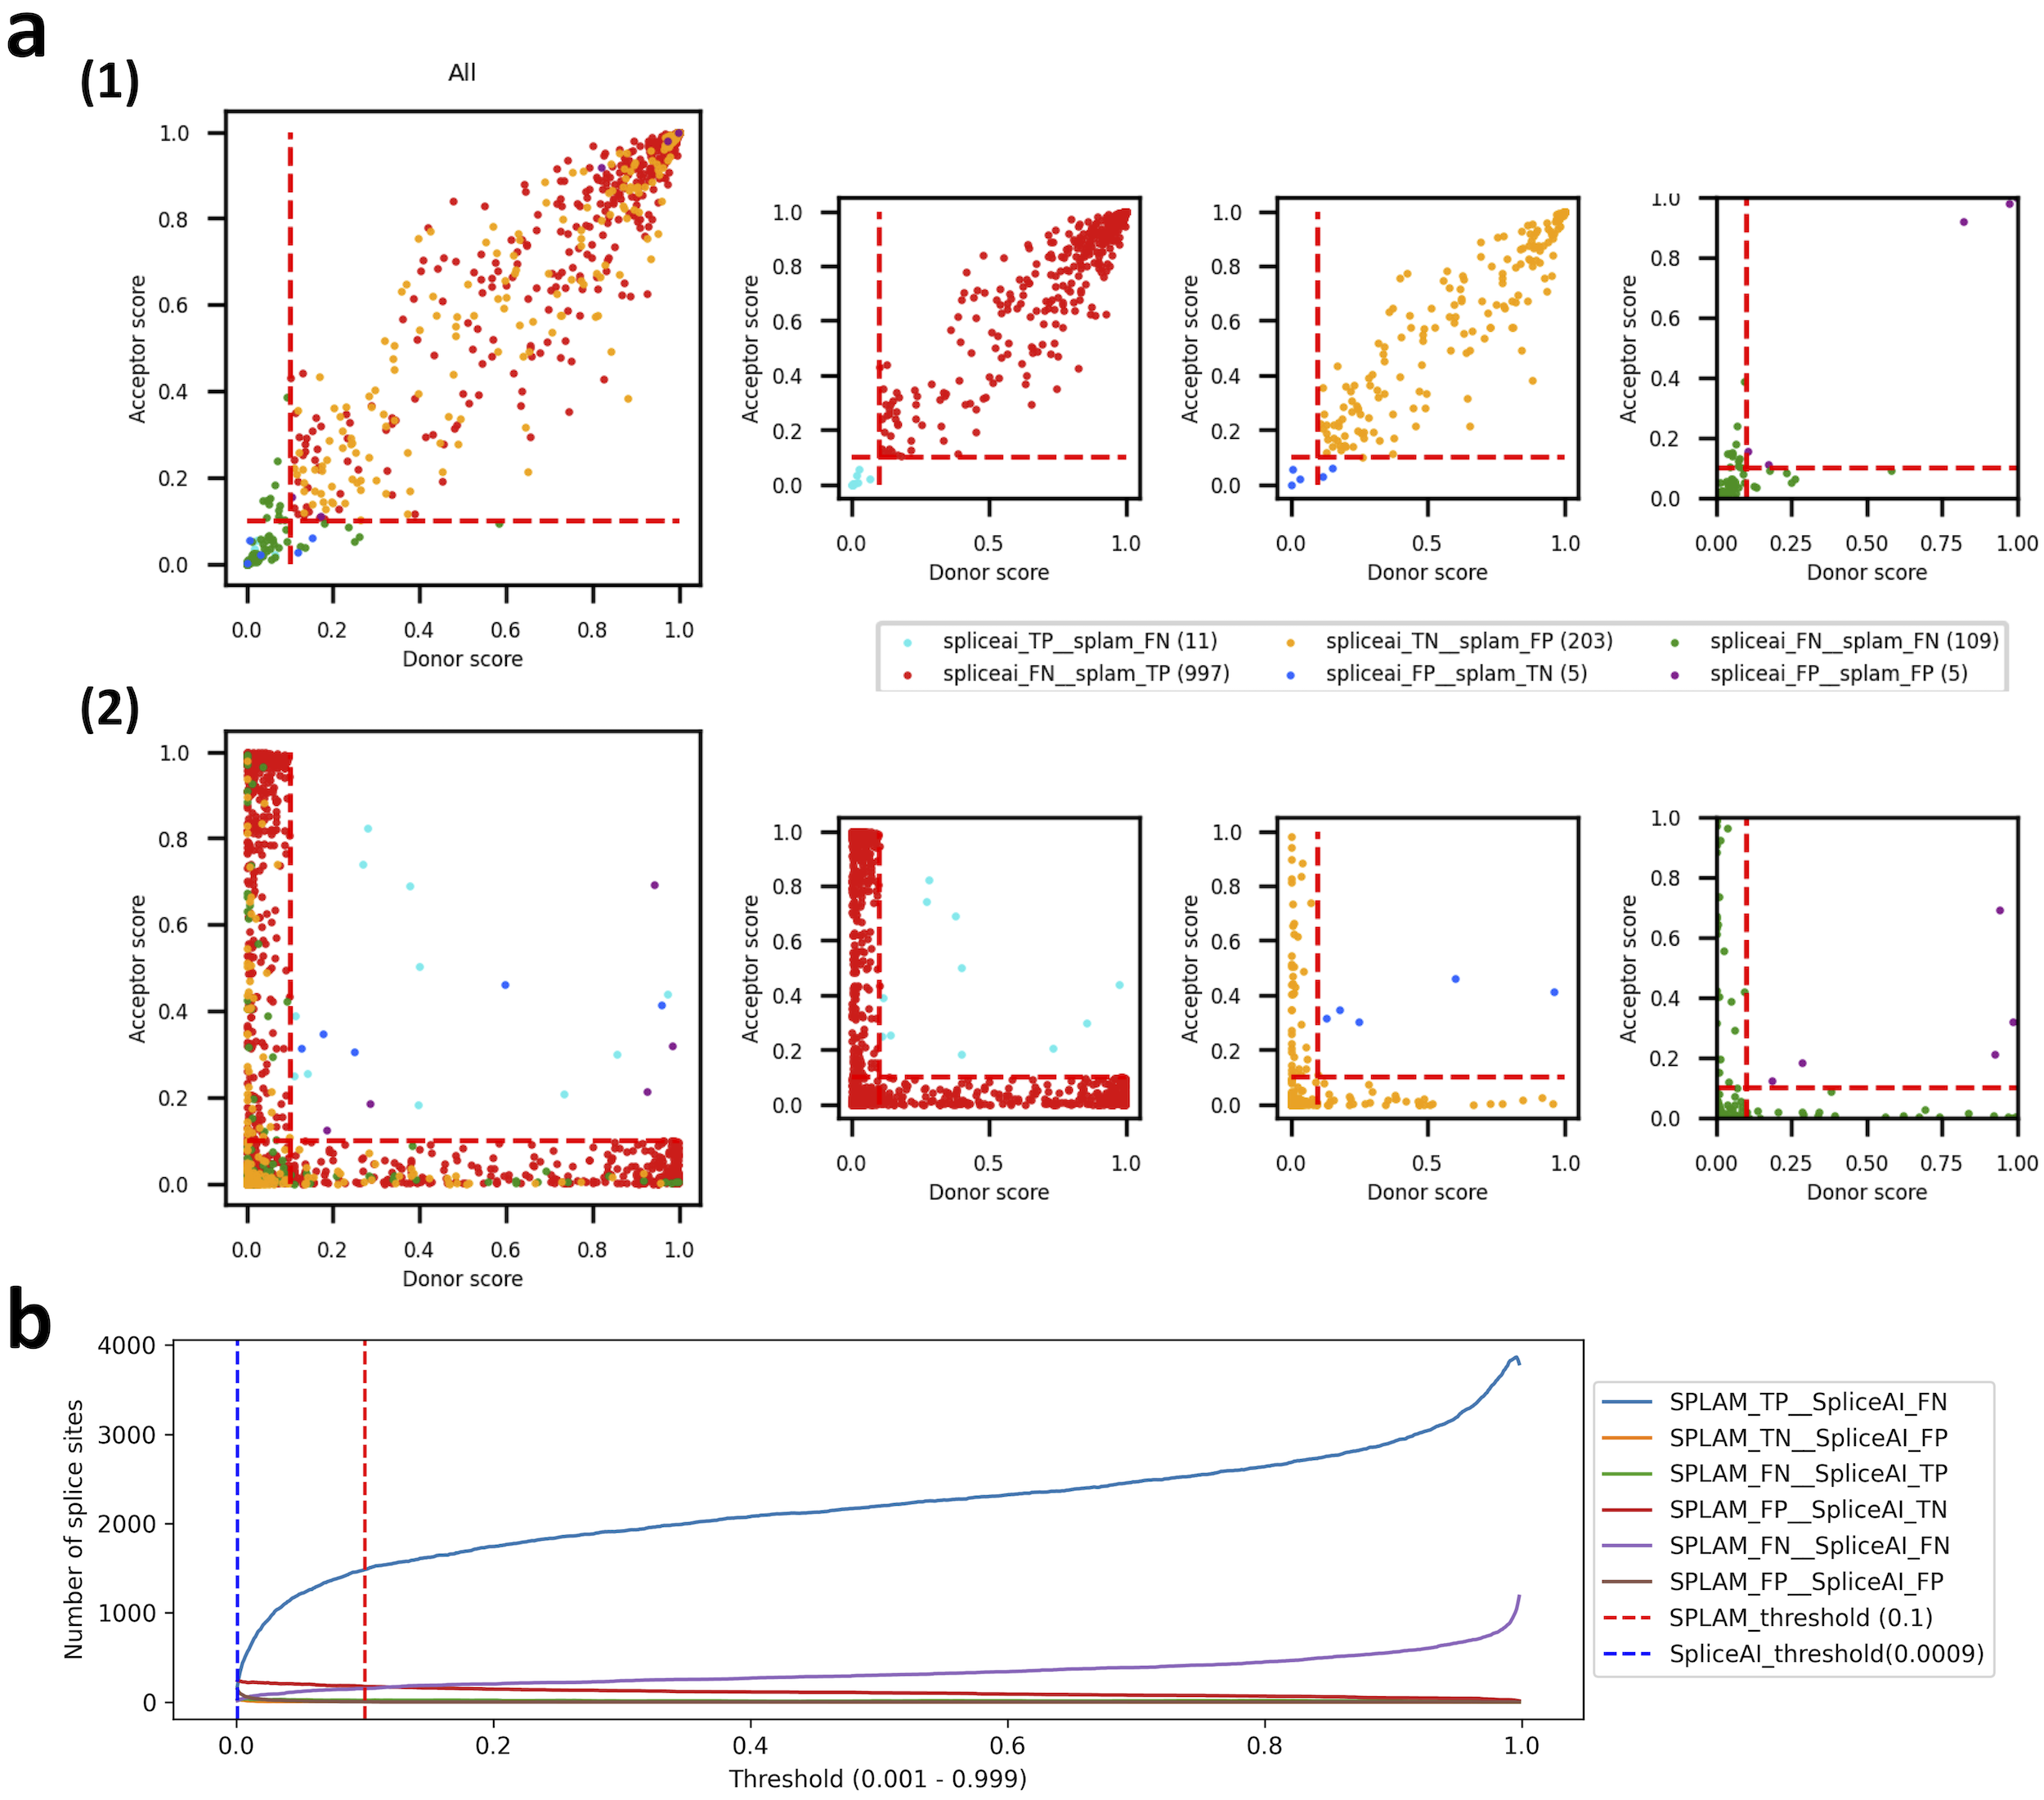 a
(1)
All
1.0
0.8
0.6
0.4
0.2
0.0
Acceptor score
0.0 0.2 0.4 0.6 0.8 1.0
Donor score
1.0
0.8
0.6
0.4
0.2
0.0
Acceptor score
0.0 0.5 1.0
Donor score
1.0
0.8
0.6
0.4
0.2
0.0
Acceptor score
0.0 0.5 1.0
Donor score
1.0
0.8
0.6
0.4
0.2
0.0
Acceptor score
0.00 0.25 0.50 0.75 1.00
Donor score
spliceai_TP__splam_FN (11)
spliceai_FN__splam_TP (997)
spliceai_TN__splam_FP (203)
spliceai_FP__splam_TN (5)
spliceai_FN__splam_FN (109)
spliceai_FP__splam_FP (5)
(2)
1.0
0.8
0.6
0.4
0.2
0.0
Acceptor score
0.0 0.2 0.4 0.6 0.8 1.0
Donor score
1.0
0.8
0.6
0.4
0.2
0.0
Acceptor score
0.0 0.5 1.0
Donor score
1.0
0.8
0.6
0.4
0.2
0.0
Acceptor score
0.0 0.5 1.0
Donor score
1.0
0.8
0.6
0.4
0.2
0.0
Acceptor score
0.00 0.25 0.50 0.75 1.00
Donor score
b
4000
3000
2000
1000
0
Number of splice sites
0.0 0.2 0.4 0.6 0.8 1.0
Threshold (0.001 - 0.999)
SPLAM_TP__SpliceAI_FN
SPLAM_TN__SpliceAI_FP
SPLAM_FN__SpliceAI_TP
SPLAM_FP__SpliceAI_TN
SPLAM_FN__SpliceAI_FN
SPLAM_FP__SpliceAI_FP
SPLAM_threshold (0.1)
SpliceAI_threshold(0.0009)